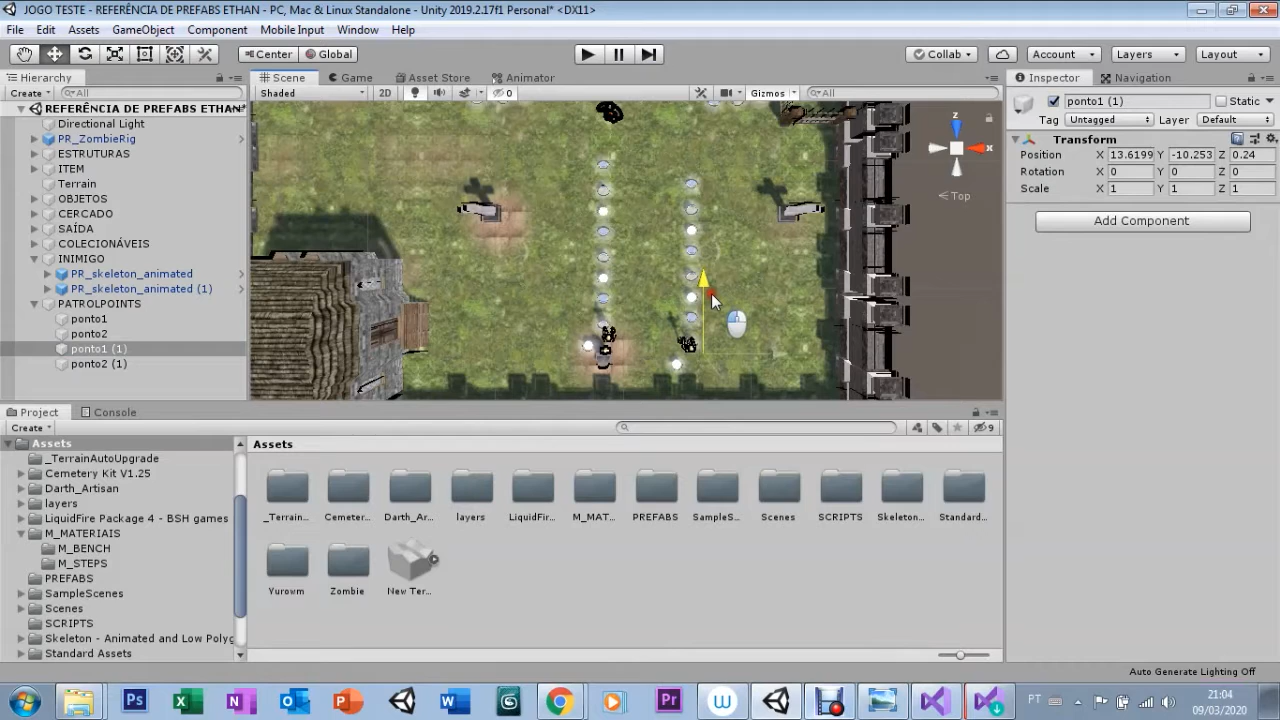 JOGO TESTE - REFERÊNCIA DE PREFABS ETHAN - PC, Mac & Linux Standalone - Unity 2019.2.17f1 Personal* <DX11>
File Edit Assets GameObject Component Mobile Input Window Help
Center Global Collab Account Layers Layout
Hierarchy Scene Game Asset Store Animator Inspector Navigation
Create All Shaded 2D 0 Gizmos All
ponto1 (1) Static
Tag Untagged Layer Default
REFERÊNCIA DE PREFABS ETHAN*
Directional Light
PR_ZombieRig
ESTRUTURAS
ITEM
Terrain
OBJETOS
CERCADO
SAÍDA
COLECIONÁVEIS
INIMIGO
PR_skeleton_animated
PR_skeleton_animated (1)
PATROLPOINTS
ponto1
ponto2
ponto1 (1)
ponto2 (1)
z
x
Top
Transform
Position X 13.6199 Y -10.253 Z 0.24
Rotation X 0 Y 0 Z 0
Scale X 1 Y 1 Z 1
Add Component
Project Console
Create 9
Assets
_TerrainAutoUpgrade
Cemetery Kit V1.25
Darth_Artisan
layers
LiquidFire Package 4 - BSH games
M_MATERIAIS
M_BENCH
M_STEPS
PREFABS
SampleScenes
Scenes
SCRIPTS
Skeleton - Animated and Low Polyg
Standard Assets
Assets
_Terrain... Cemeter... Darth_Ar... layers LiquidFir... M_MAT... PREFABS SampleS... Scenes SCRIPTS Skeleton... Standard...
Yurowm Zombie New Ter...
Auto Generate Lighting Off
PT 21:04
09/03/2020